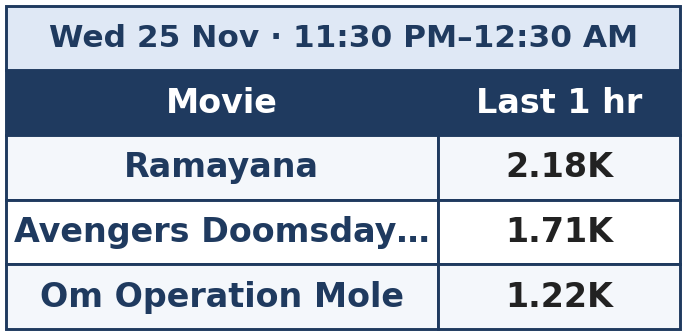 Wed 25 Nov · 11:30 PM–12:30 AM
Movie Last 1 hr
Ramayana 2.18K
Avengers Doomsday... 1.71K
Om Operation Mole 1.22K